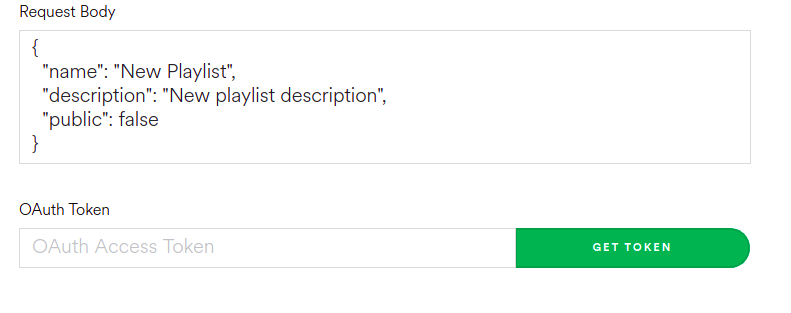 Request Body
{
"name": "New Playlist",
"description": "New playlist description",
"public": false
}
OAuth Token
OAuth Access Token
GET TOKEN